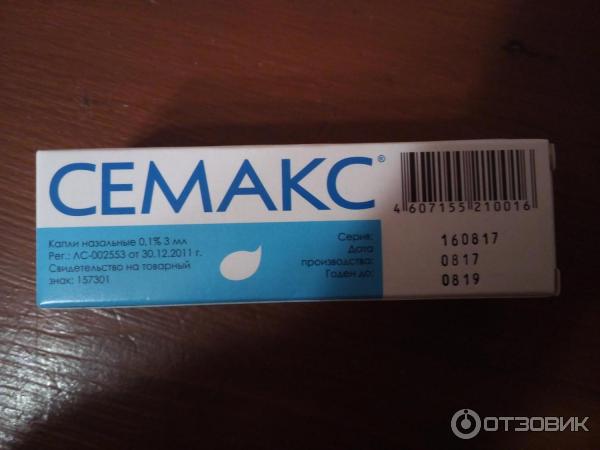 СЕМАКС®
Капли назальные 0,1% 3 мл
Рег.: ЛС-002553 от 30.12.2011 г.
Свидетельство на товарный
знак: 157301
Серия:
Дата
производства:
Годен до:
4 607155 210016
160817
0817
0819
ОТЗОВИК